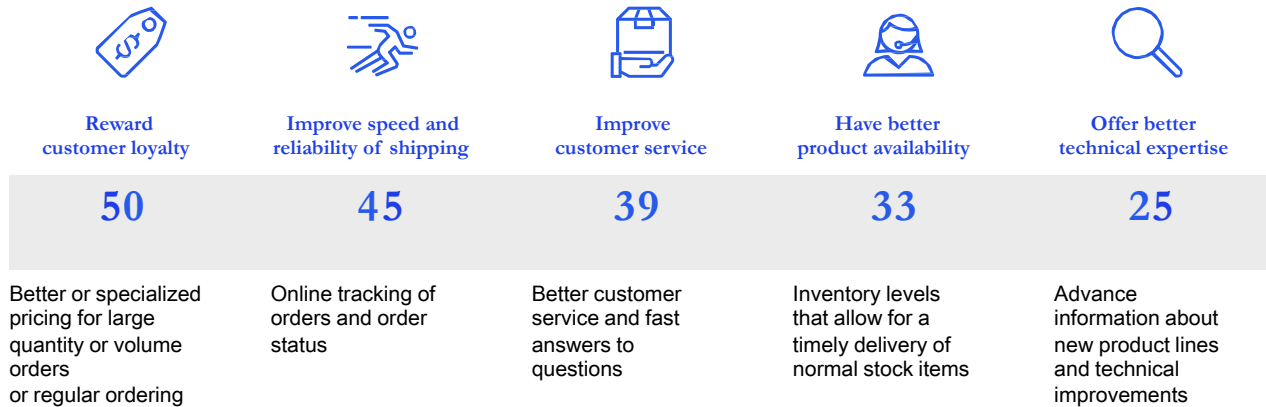 Reward
customer loyalty
Improve speed and
reliability of shipping
Improve
customer service
Have better
product availability
Offer better
technical expertise
50
45
39
33
25
Better or specialized
pricing for large
quantity or volume
orders
or regular ordering
Online tracking of
orders and order
status
Better customer
service and fast
answers to
questions
Inventory levels
that allow for a
timely delivery of
normal stock items
Advance
information about
new product lines
and technical
improvements